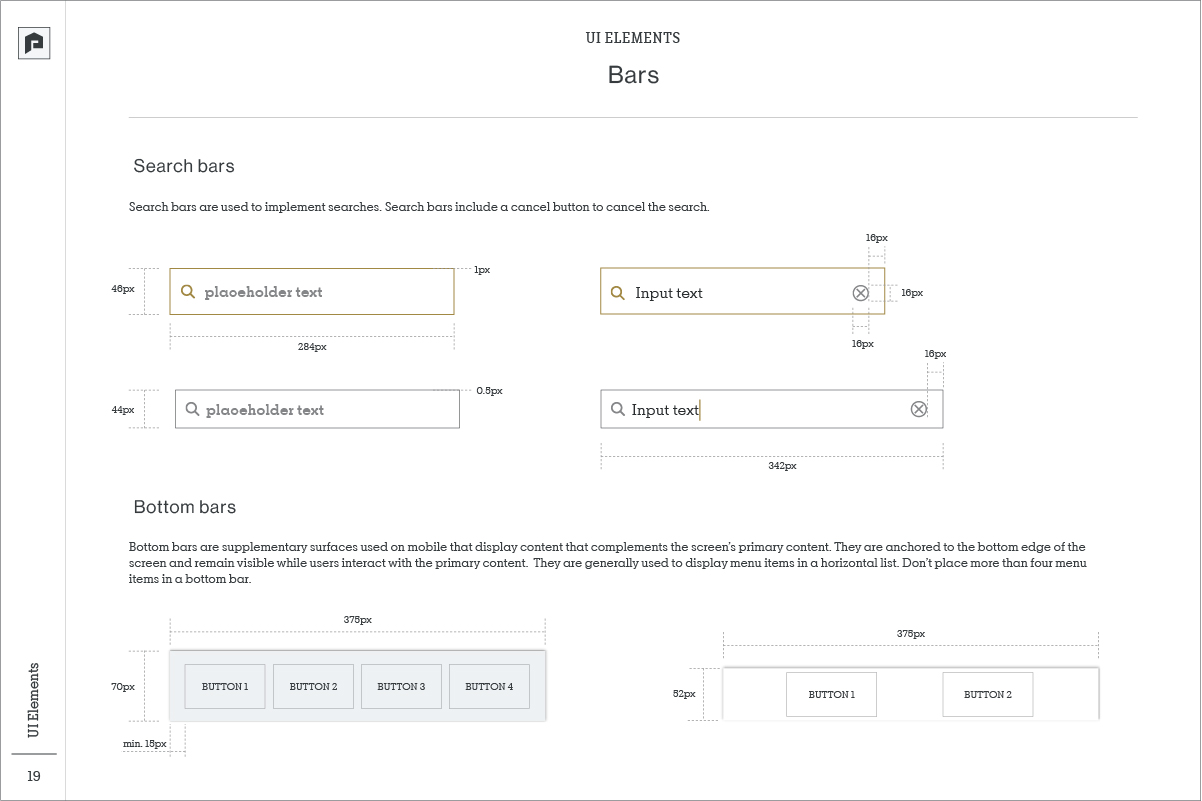 UI ELEMENTS
Bars
Search bars
Search bars are used to implement searches. Search bars include a cancel button to cancel the search.
16px
46px
placeholder text
1px
Input text
16px
284px
16px
16px
44px
placeholder text
0.5px
Input text
342px
Bottom bars
Bottom bars are supplementary surfaces used on mobile that display content that complements the screen's primary content. They are anchored to the bottom edge of the
screen and remain visible while users interact with the primary content. They are generally used to display menu items in a horizontal list. Don't place more than four menu
items in a bottom bar.
375px
375px
70px
BUTTON 1
BUTTON 2
BUTTON 3
BUTTON 4
52px
BUTTON 1
BUTTON 2
min. 15px
UI Elements
19